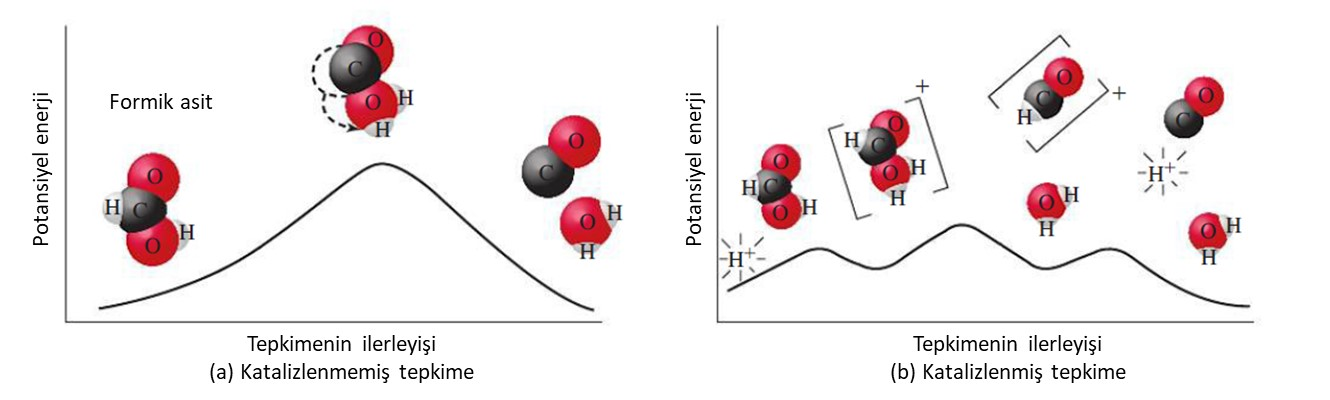 Potansiyel enerji
Formik asit
O
C
O
H
H
H
C
O
O
H
C
O
O
H
H
Tepkimenin ilerleyişi
(a) Katalizlenmemiş tepkime
Potansiyel enerji
H+
O
H
C
O
H
+
O
H
C
O
H
H
+
O
C
H
O
H
H
O
C
H+
O
H
H
Tepkimenin ilerleyişi
(b) Katalizlenmiş tepkime